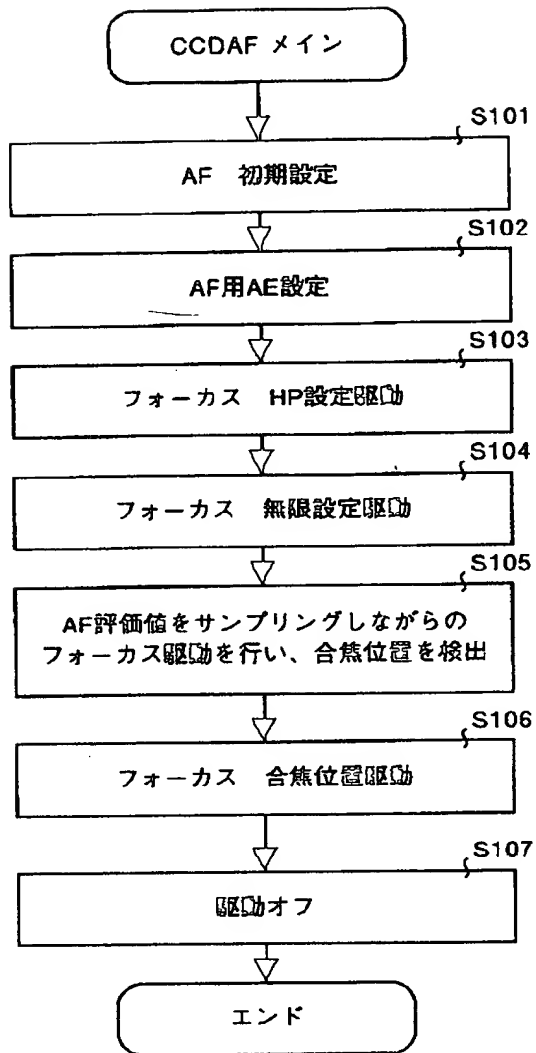 CCDAF メイン
S101
AF 初期設定
S102
AF用AE設定
S103
フォーカス HP設定駆動
S104
フォーカス 無限設定駆動
S105
AF評価値をサンプリングしながらの
フォーカス駆動を行い、合焦位置を検出
S106
フォーカス 合焦位置駆動
S107
駆動オフ
エンド